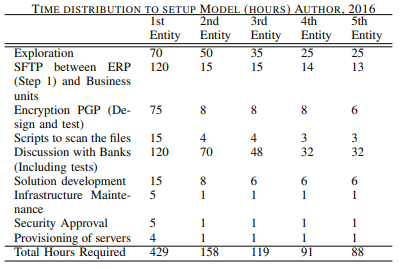 TIME DISTRIBUTION TO SETUP MODEL (HOURS) AUTHOR, 2016
1st 2nd 3rd 4th 5th
Entity Entity Entity Entity Entity
Exploration 70 50 35 25 25
SFTP between ERP 120 15 15 14 13
(Step 1) and Business
units
Encryption PGP (De- 75 8 8 8 6
sign and test)
Scripts to scan the files 15 4 4 3 3
Discussion with Banks 120 70 48 32 32
(Including tests)
Solution development 15 8 6 6 6
Infrastructure Mainte- 5 1 1 1 1
nance
Security Approval 5 1 1 1 1
Provisioning of servers 4 1 1 1 1
Total Hours Required 429 158 119 91 88